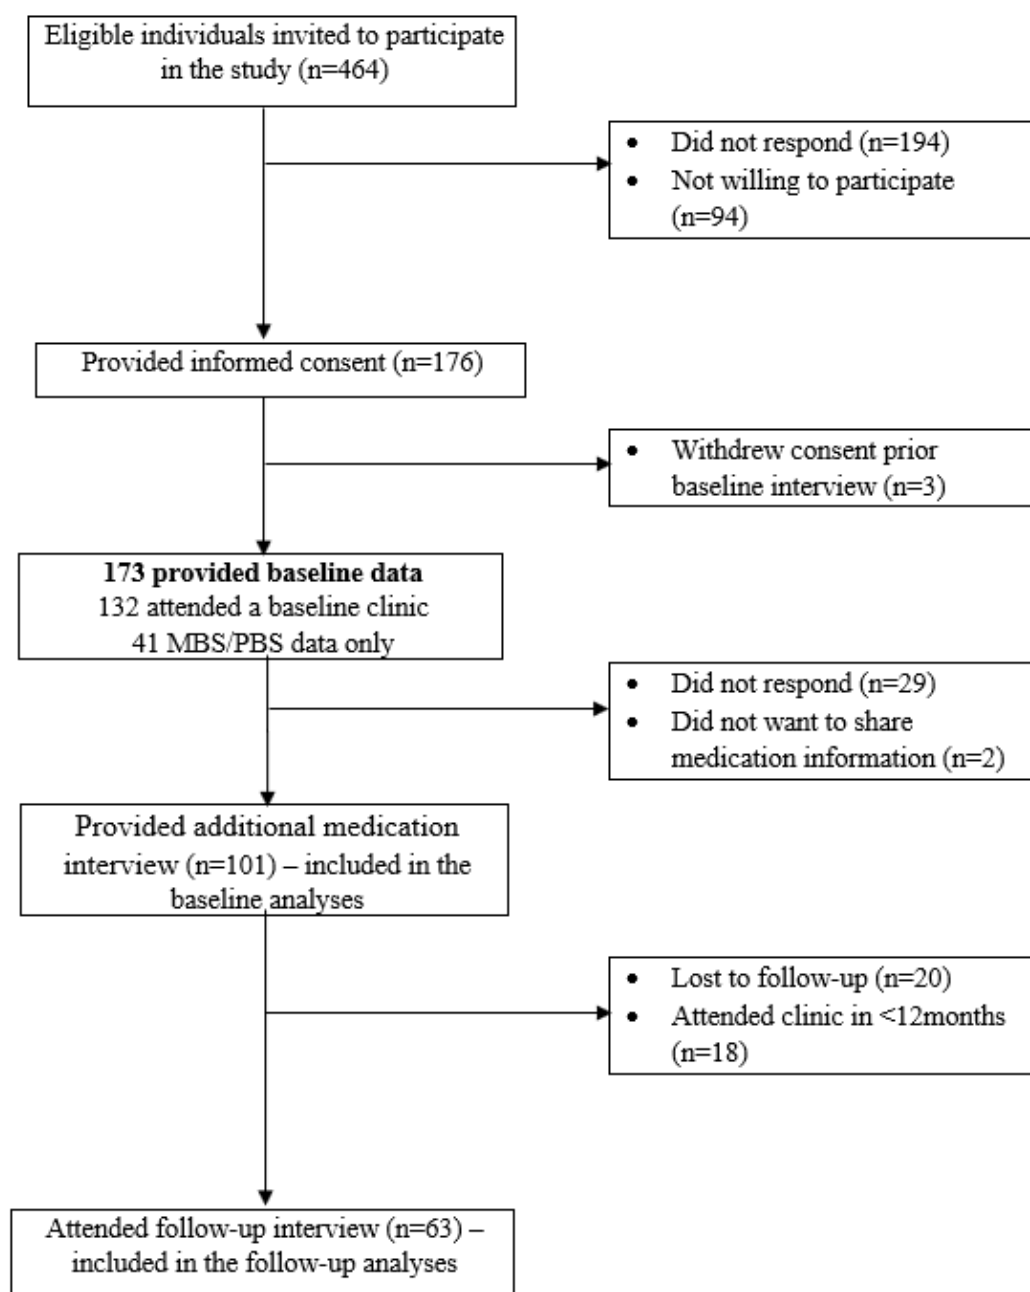 Eligible individuals invited to participate
in the study (n=464)
• Did not respond (n=194)
• Not willing to participate
(n=94)
Provided informed consent (n=176)
• Withdrew consent prior
baseline interview (n=3)
173 provided baseline data
132 attended a baseline clinic
41 MBS/PBS data only
• Did not respond (n=29)
• Did not want to share
medication information (n=2)
Provided additional medication
interview (n=101) – included in the
baseline analyses
• Lost to follow-up (n=20)
• Attended clinic in <12months
(n=18)
Attended follow-up interview (n=63) –
included in the follow-up analyses